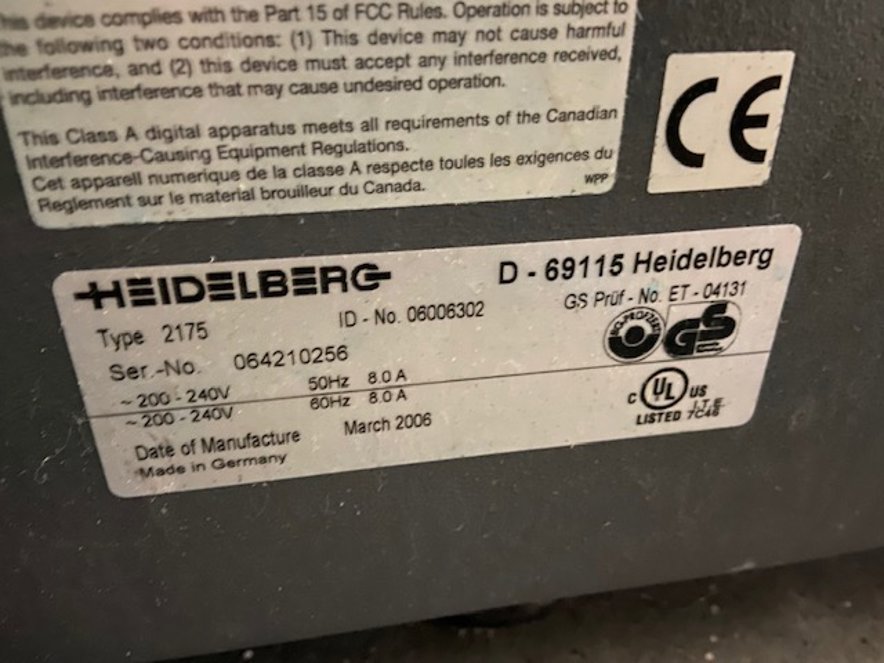 This device complies with the Part 15 of FCC Rules. Operation is subject to
the following two conditions: (1) This device may not cause harmful
interference, and (2) this device must accept any interference received,
including interference that may cause undesired operation.
This Class A digital apparatus meets all requirements of the Canadian
Interference-Causing Equipment Regulations.
Cet appareil numerique de la classe A respecte toules les exigences du
Reglement sur le material brouilleur du Canada.
WPP
CE
HEIDELBERG
D - 69115 Heidelberg
Type 2175
ID - No. 06006302
GS Prüf - No. ET - 04131
Ser.-No. 064210256
GS
~ 200 - 240V 50Hz 8.0 A
~ 200 - 240V 60Hz 8.0 A
C UL US
LISTED 7C48
I.T.E.
Date of Manufacture March 2006
Made in Germany